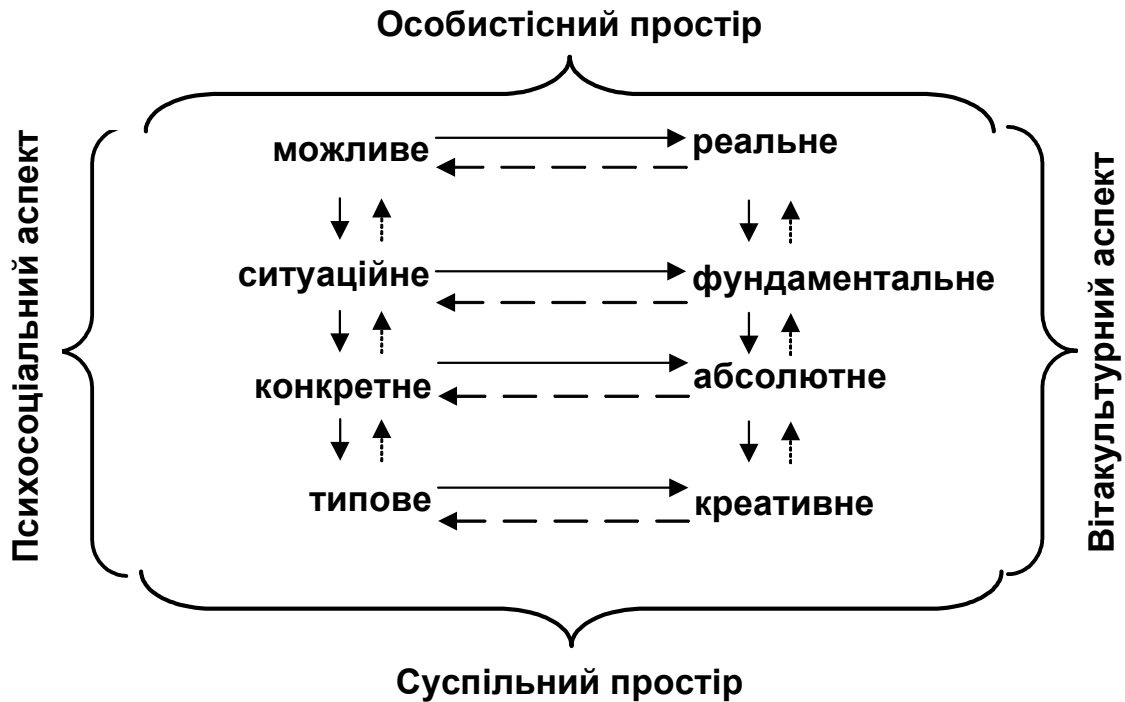 Особистісний простір
Психосоціальний аспект
можливе
реальне
ситуаційне
фундаментальне
конкретне
абсолютне
типове
креативне
Вітакультурний аспект
Суспільний простір